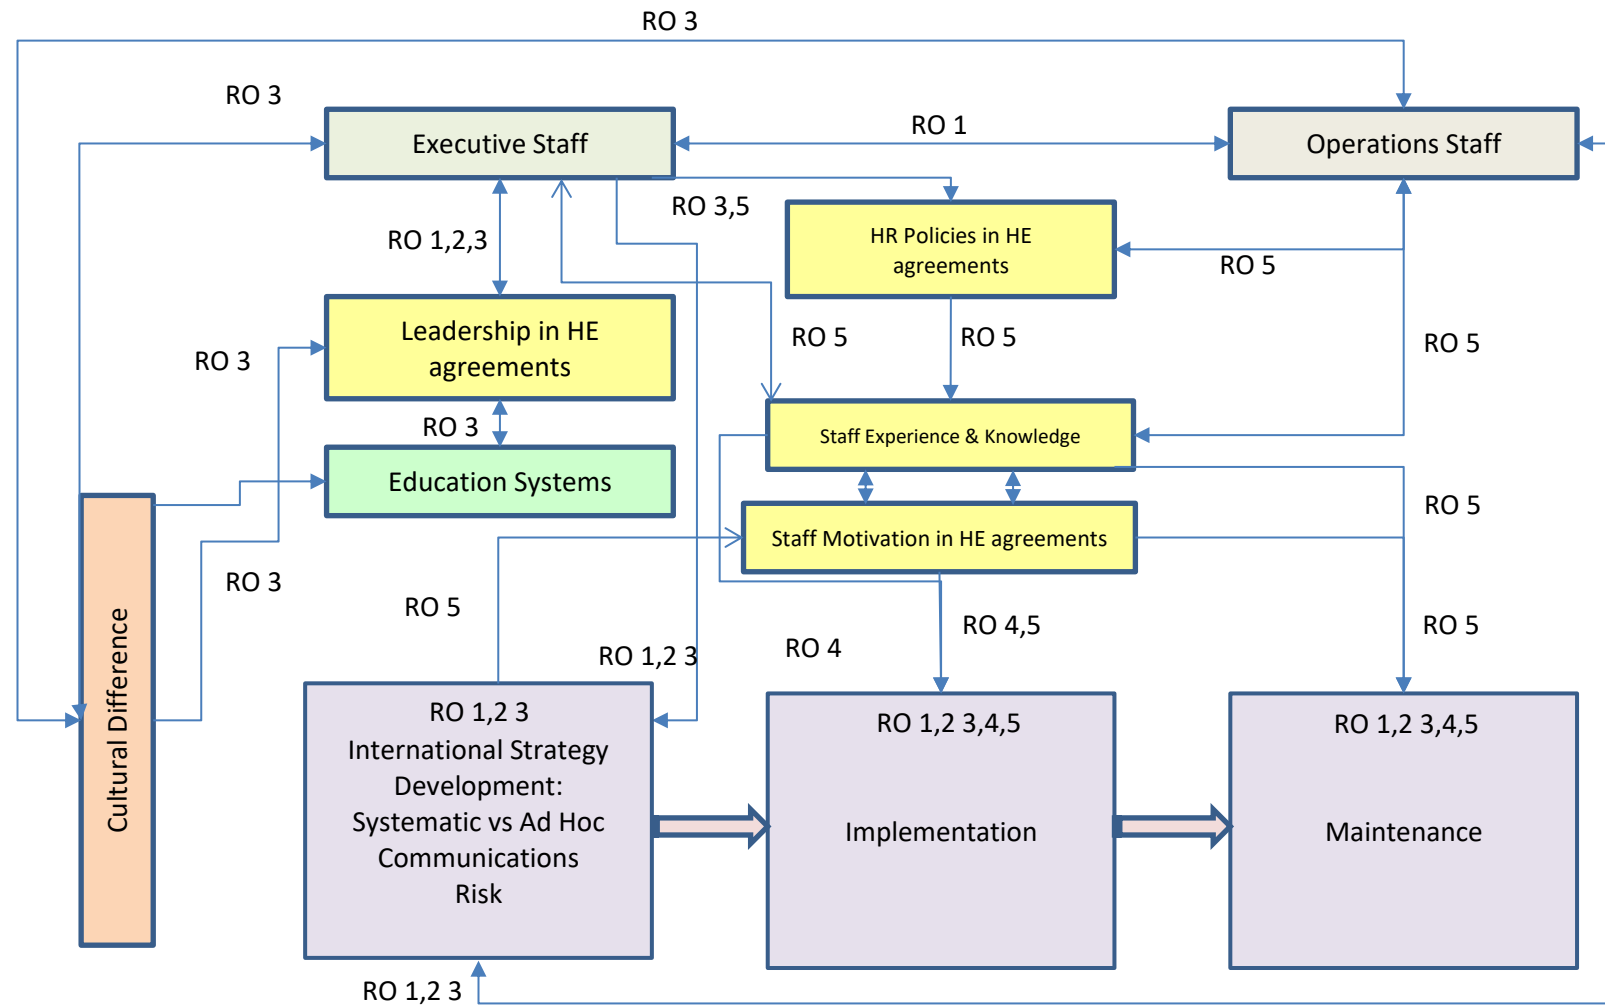 RO 3
RO 3
Executive Staff
RO 1
Operations Staff
RO 3,5
RO 1,2,3
HR Policies in HE
agreements
RO 5
Leadership in HE
agreements
RO 3
RO 5
RO 5
RO 5
RO 3
Staff Experience & Knowledge
Education Systems
RO 5
Staff Motivation in HE agreements
RO 3
RO 5
RO 4,5
RO 5
RO 4
RO 1,2 3
Cultural Difference
RO 1,2 3
International Strategy
Development:
Systematic vs Ad Hoc
Communications
Risk
RO 1,2 3,4,5
Implementation
RO 1,2 3,4,5
Maintenance
RO 1,2 3